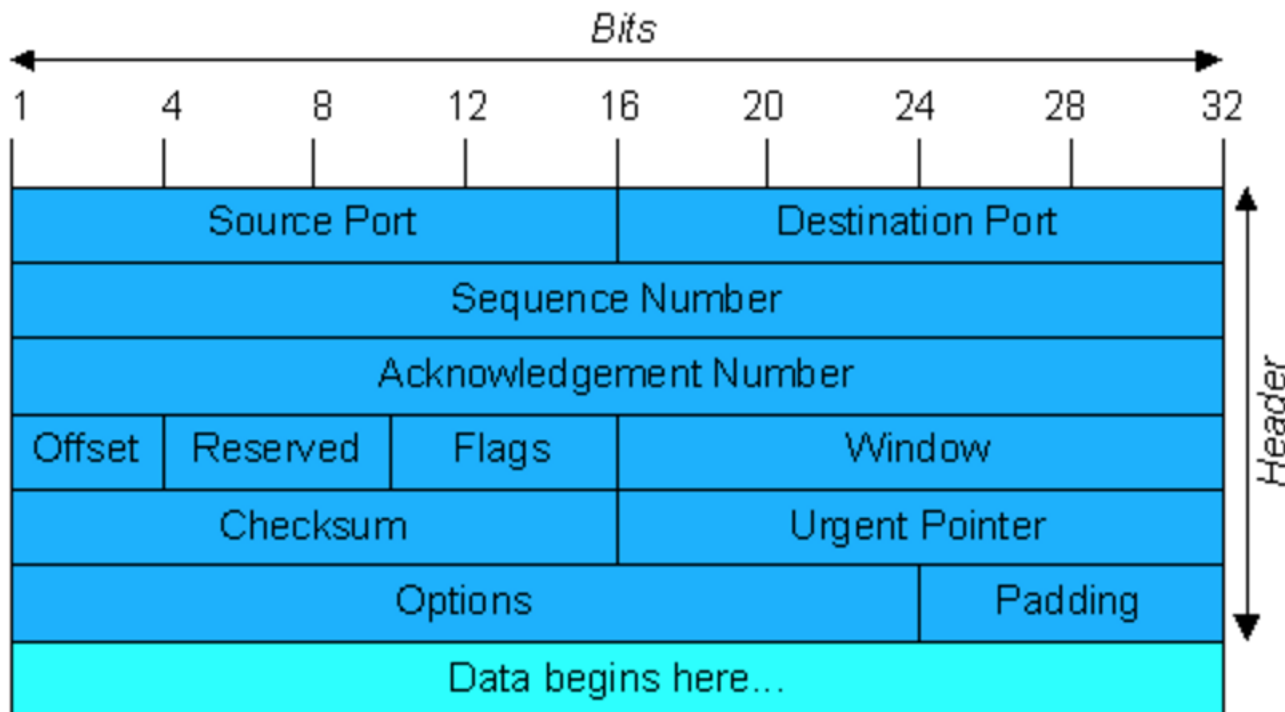 Bits
1 4 8 12 16 20 24 28 32
Source Port Destination Port
Sequence Number
Acknowledgement Number
Offset Reserved Flags Window
Checksum Urgent Pointer
Options Padding
Data begins here...
Header